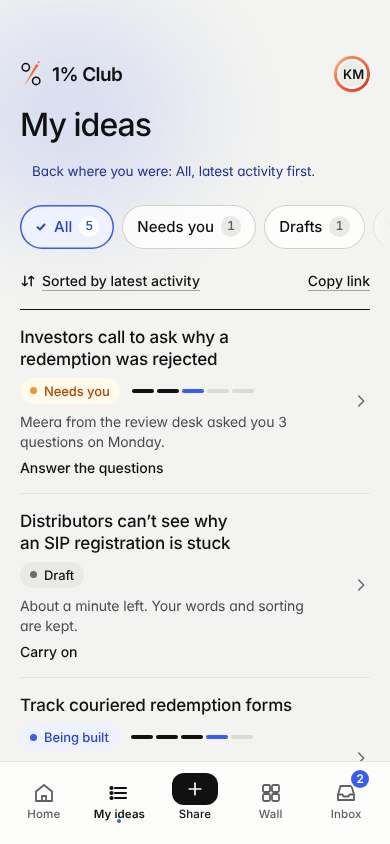 1% Club
KM
My ideas
Back where you were: All, latest activity first.
All 5
Needs you 1
Drafts 1
Sorted by latest activity
Copy link
Investors call to ask why a
redemption was rejected
Needs you
Meera from the review desk asked you 3
questions on Monday.
Answer the questions
Distributors can’t see why
an SIP registration is stuck
Draft
About a minute left. Your words and sorting
are kept.
Carry on
Track couriered redemption forms
Being built
2
Home
My ideas
Share
Wall
Inbox